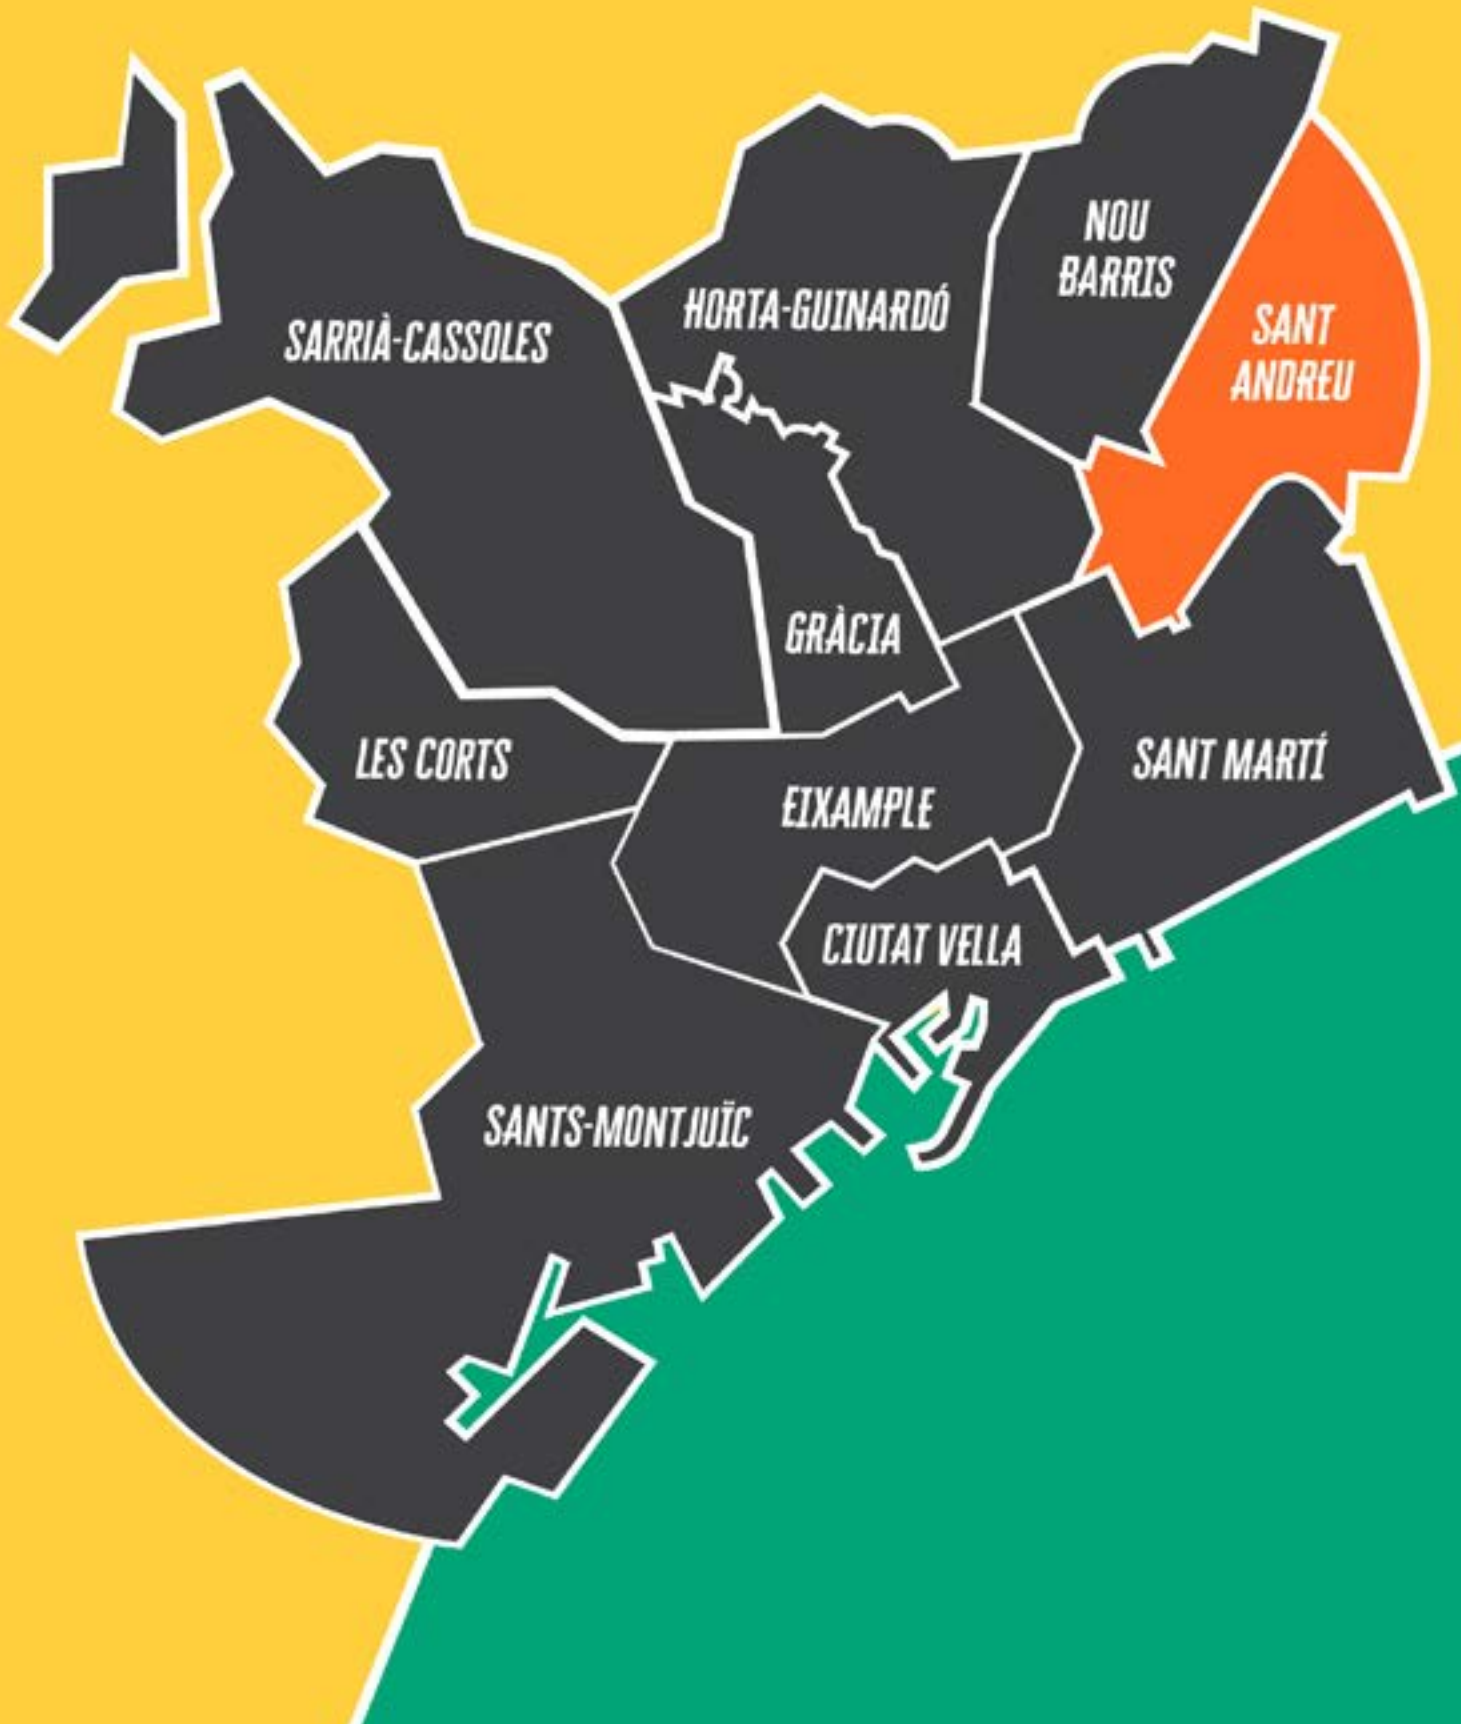 NOU
BARRIS
HORTA-GUINARDÓ
SANT
ANDREU
SARRIÀ-CASSOLES
GRÀCIA
LES CORTS
SANT MARTÍ
EIXAMPLE
CIUTAT VELLA
SANTS-MONTJUÏC